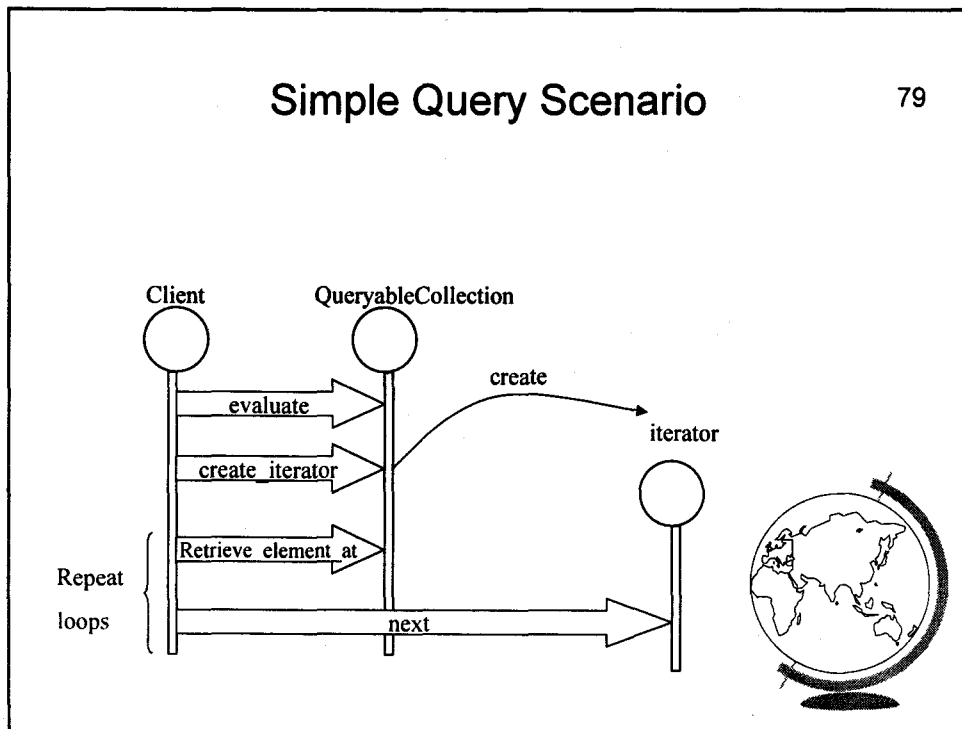 Simple Query Scenario
79
Client
QueryableCollection
create
evaluate
iterator
create_iterator
Retrieve_element_at
Repeat
loops
next